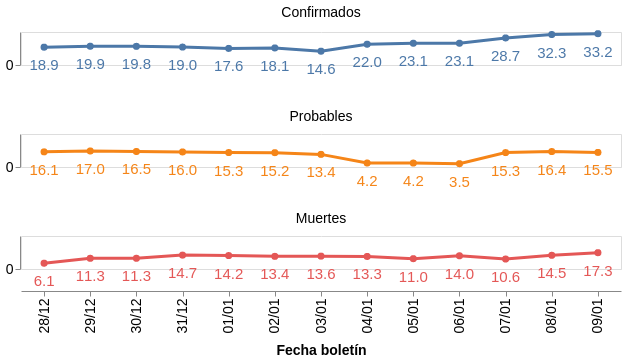 Confirmados
0
18.9 19.9 19.8 19.0 17.6 18.1 14.6 22.0 23.1 23.1 28.7 32.3 33.2
Probables
0
16.1 17.0 16.5 16.0 15.3 15.2 13.4 4.2 4.2 3.5 15.3 16.4 15.5
Muertes
0
6.1 11.3 11.3 14.7 14.2 13.4 13.6 13.3 11.0 14.0 10.6 14.5 17.3
28/12 29/12 30/12 31/12 01/01 02/01 03/01 04/01 05/01 06/01 07/01 08/01 09/01
Fecha boletín